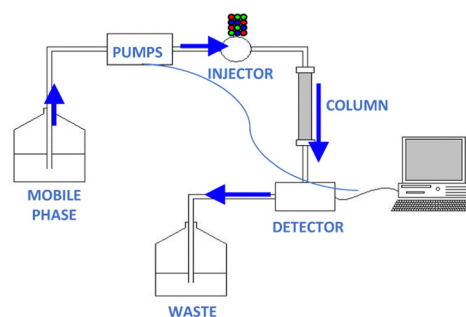 PUMPS
INJECTOR
COLUMN
MOBILE
PHASE
DETECTOR
WASTE